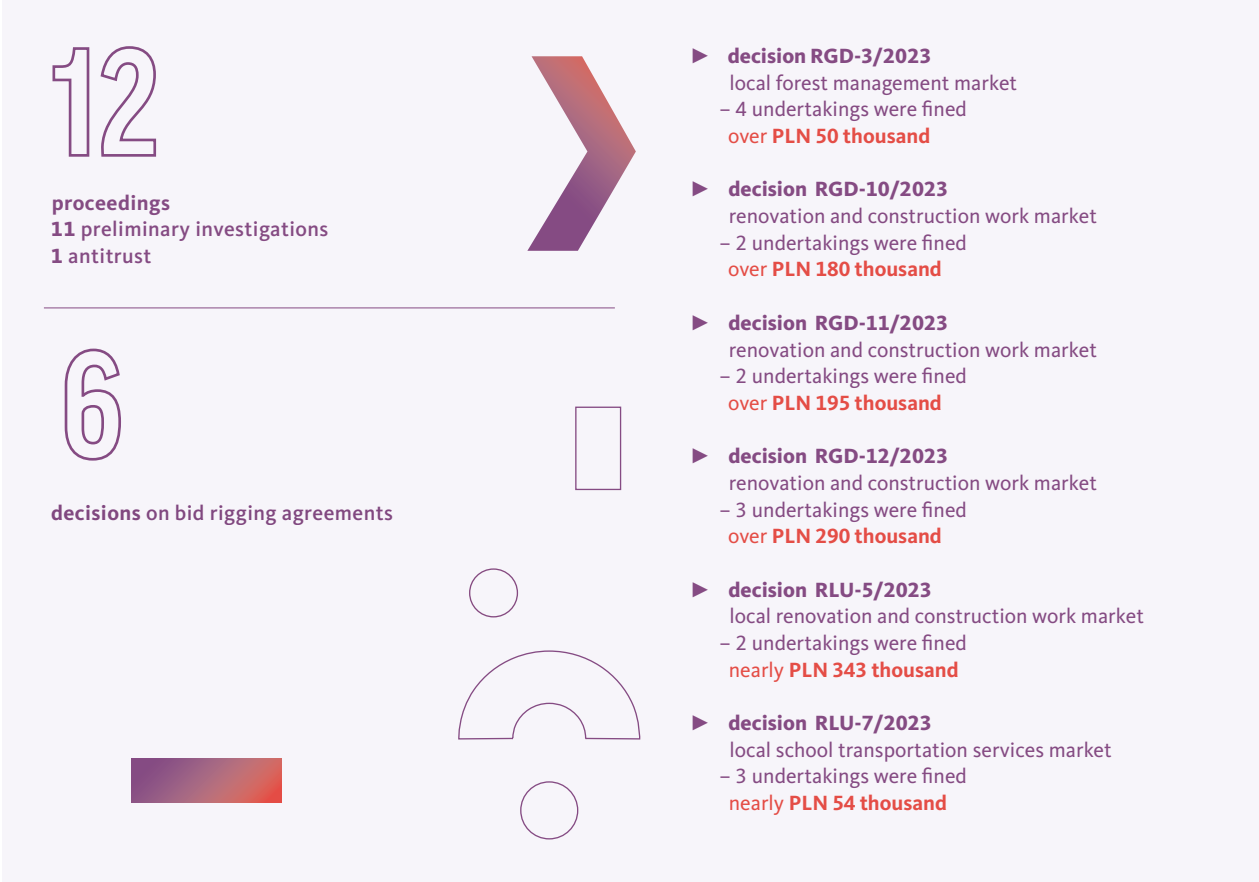 12
proceedings
11 preliminary investigations
1 antitrust
6
decisions on bid rigging agreements
decision RGD-3/2023
local forest management market
– 4 undertakings were fined
over PLN 50 thousand
decision RGD-10/2023
renovation and construction work market
– 2 undertakings were fined
over PLN 180 thousand
decision RGD-11/2023
renovation and construction work market
– 2 undertakings were fined
over PLN 195 thousand
decision RGD-12/2023
renovation and construction work market
– 3 undertakings were fined
over PLN 290 thousand
decision RLU-5/2023
local renovation and construction work market
– 2 undertakings were fined
nearly PLN 343 thousand
decision RLU-7/2023
local school transportation services market
– 3 undertakings were fined
nearly PLN 54 thousand